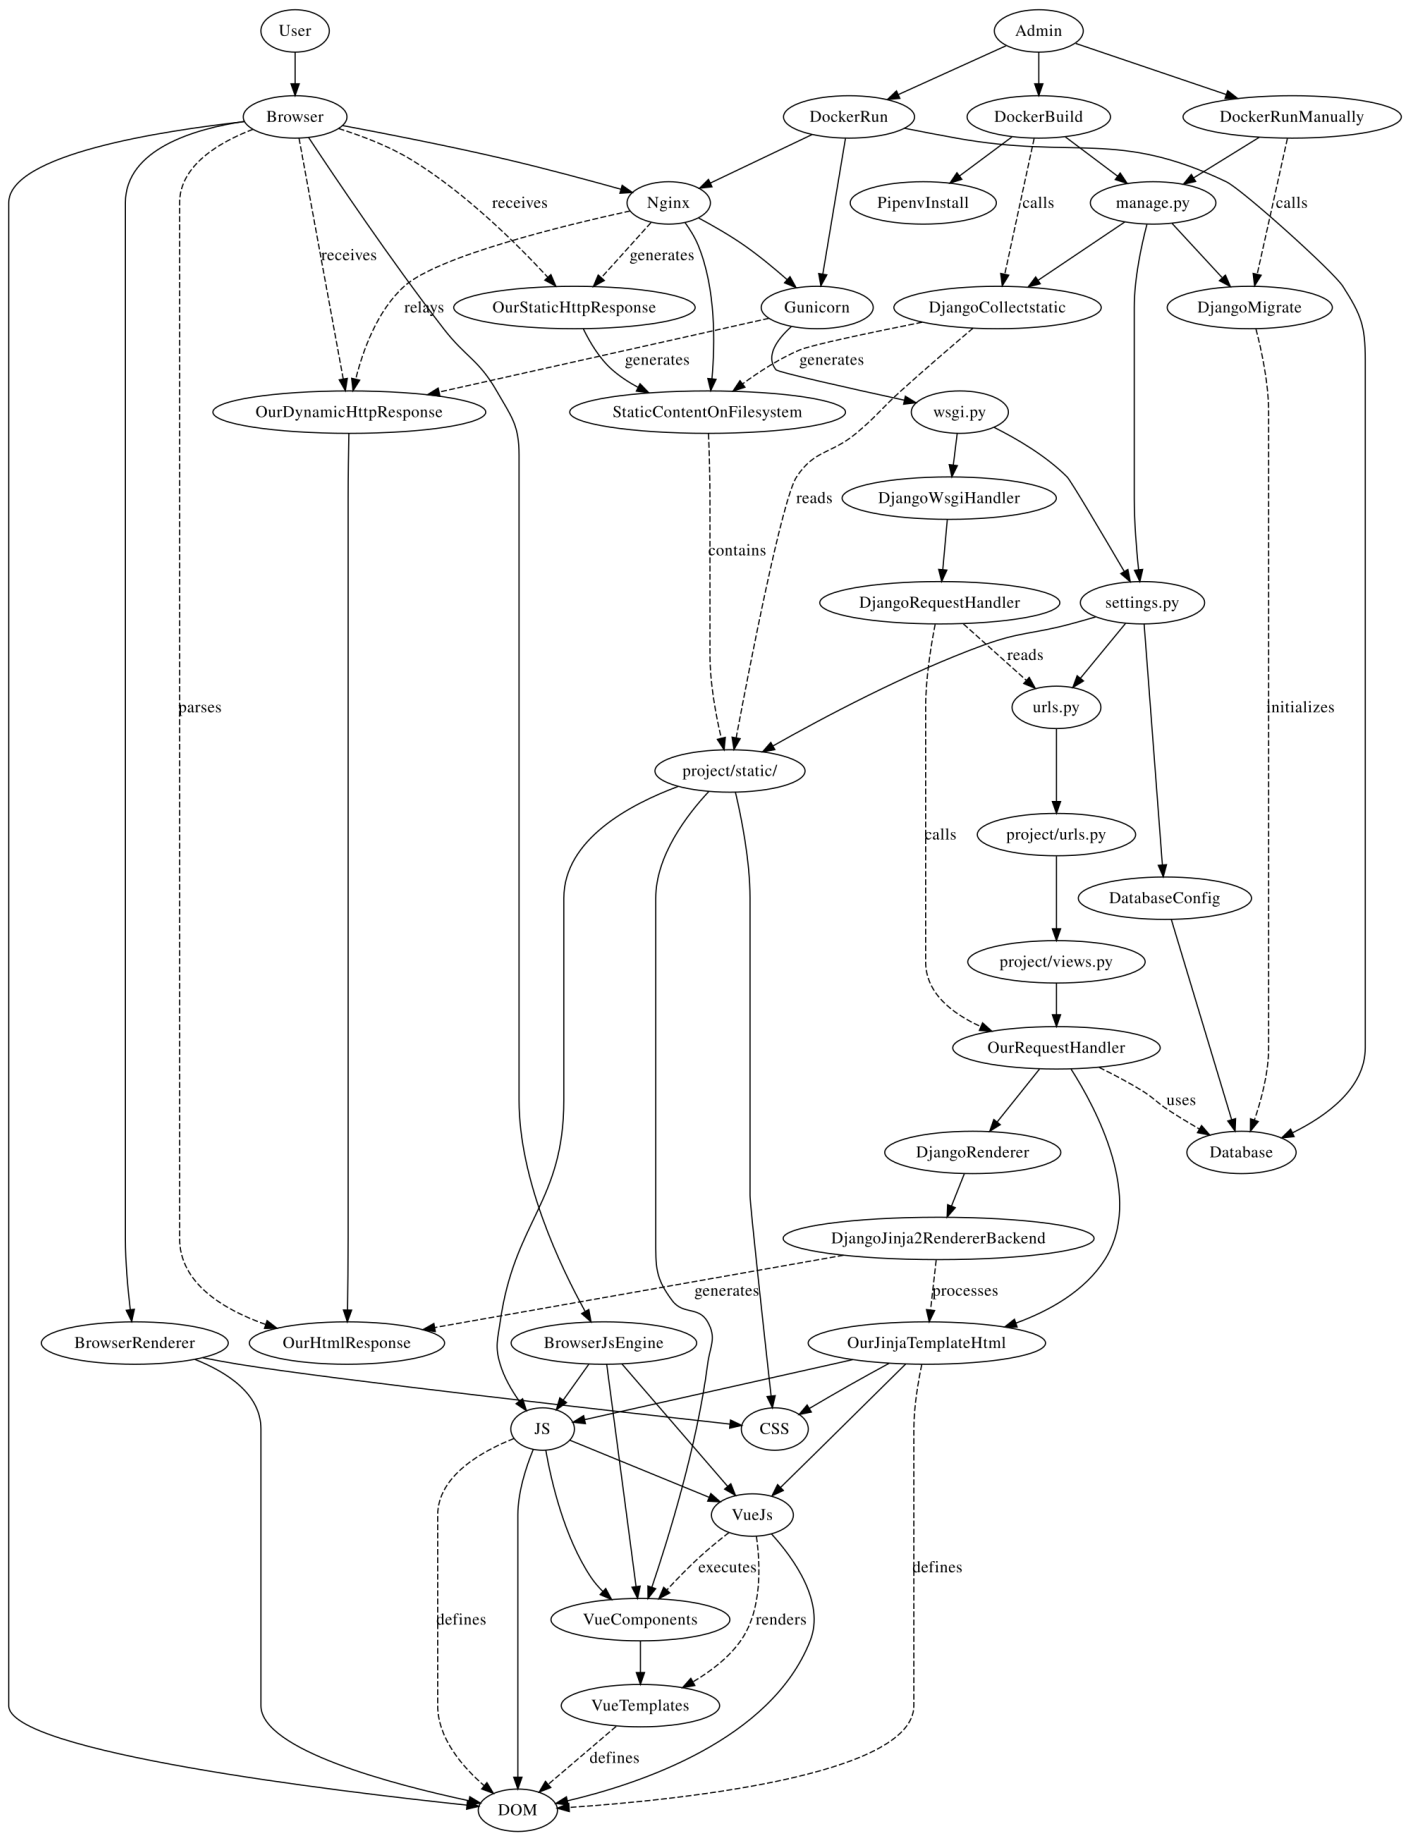 User
Admin
Browser
DockerRun
DockerBuild
DockerRunManually
Nginx
receives
PipenvInstall
calls
manage.py
calls
receives
generates
relays
OurStaticHttpResponse
Gunicorn
DjangoCollectstatic
DjangoMigrate
generates
generates
OurDynamicHttpResponse
StaticContentOnFilesystem
wsgi.py
reads
DjangoWsgiHandler
contains
DjangoRequestHandler
settings.py
reads
parses
urls.py
initializes
project/static/
calls
project/urls.py
DatabaseConfig
project/views.py
OurRequestHandler
uses
DjangoRenderer
Database
DjangoJinja2RendererBackend
generates
processes
BrowserRenderer
OurHtmlResponse
BrowserJsEngine
OurJinjaTemplateHtml
JS
CSS
VueJs
executes
defines
defines
VueComponents
renders
VueTemplates
defines
DOM